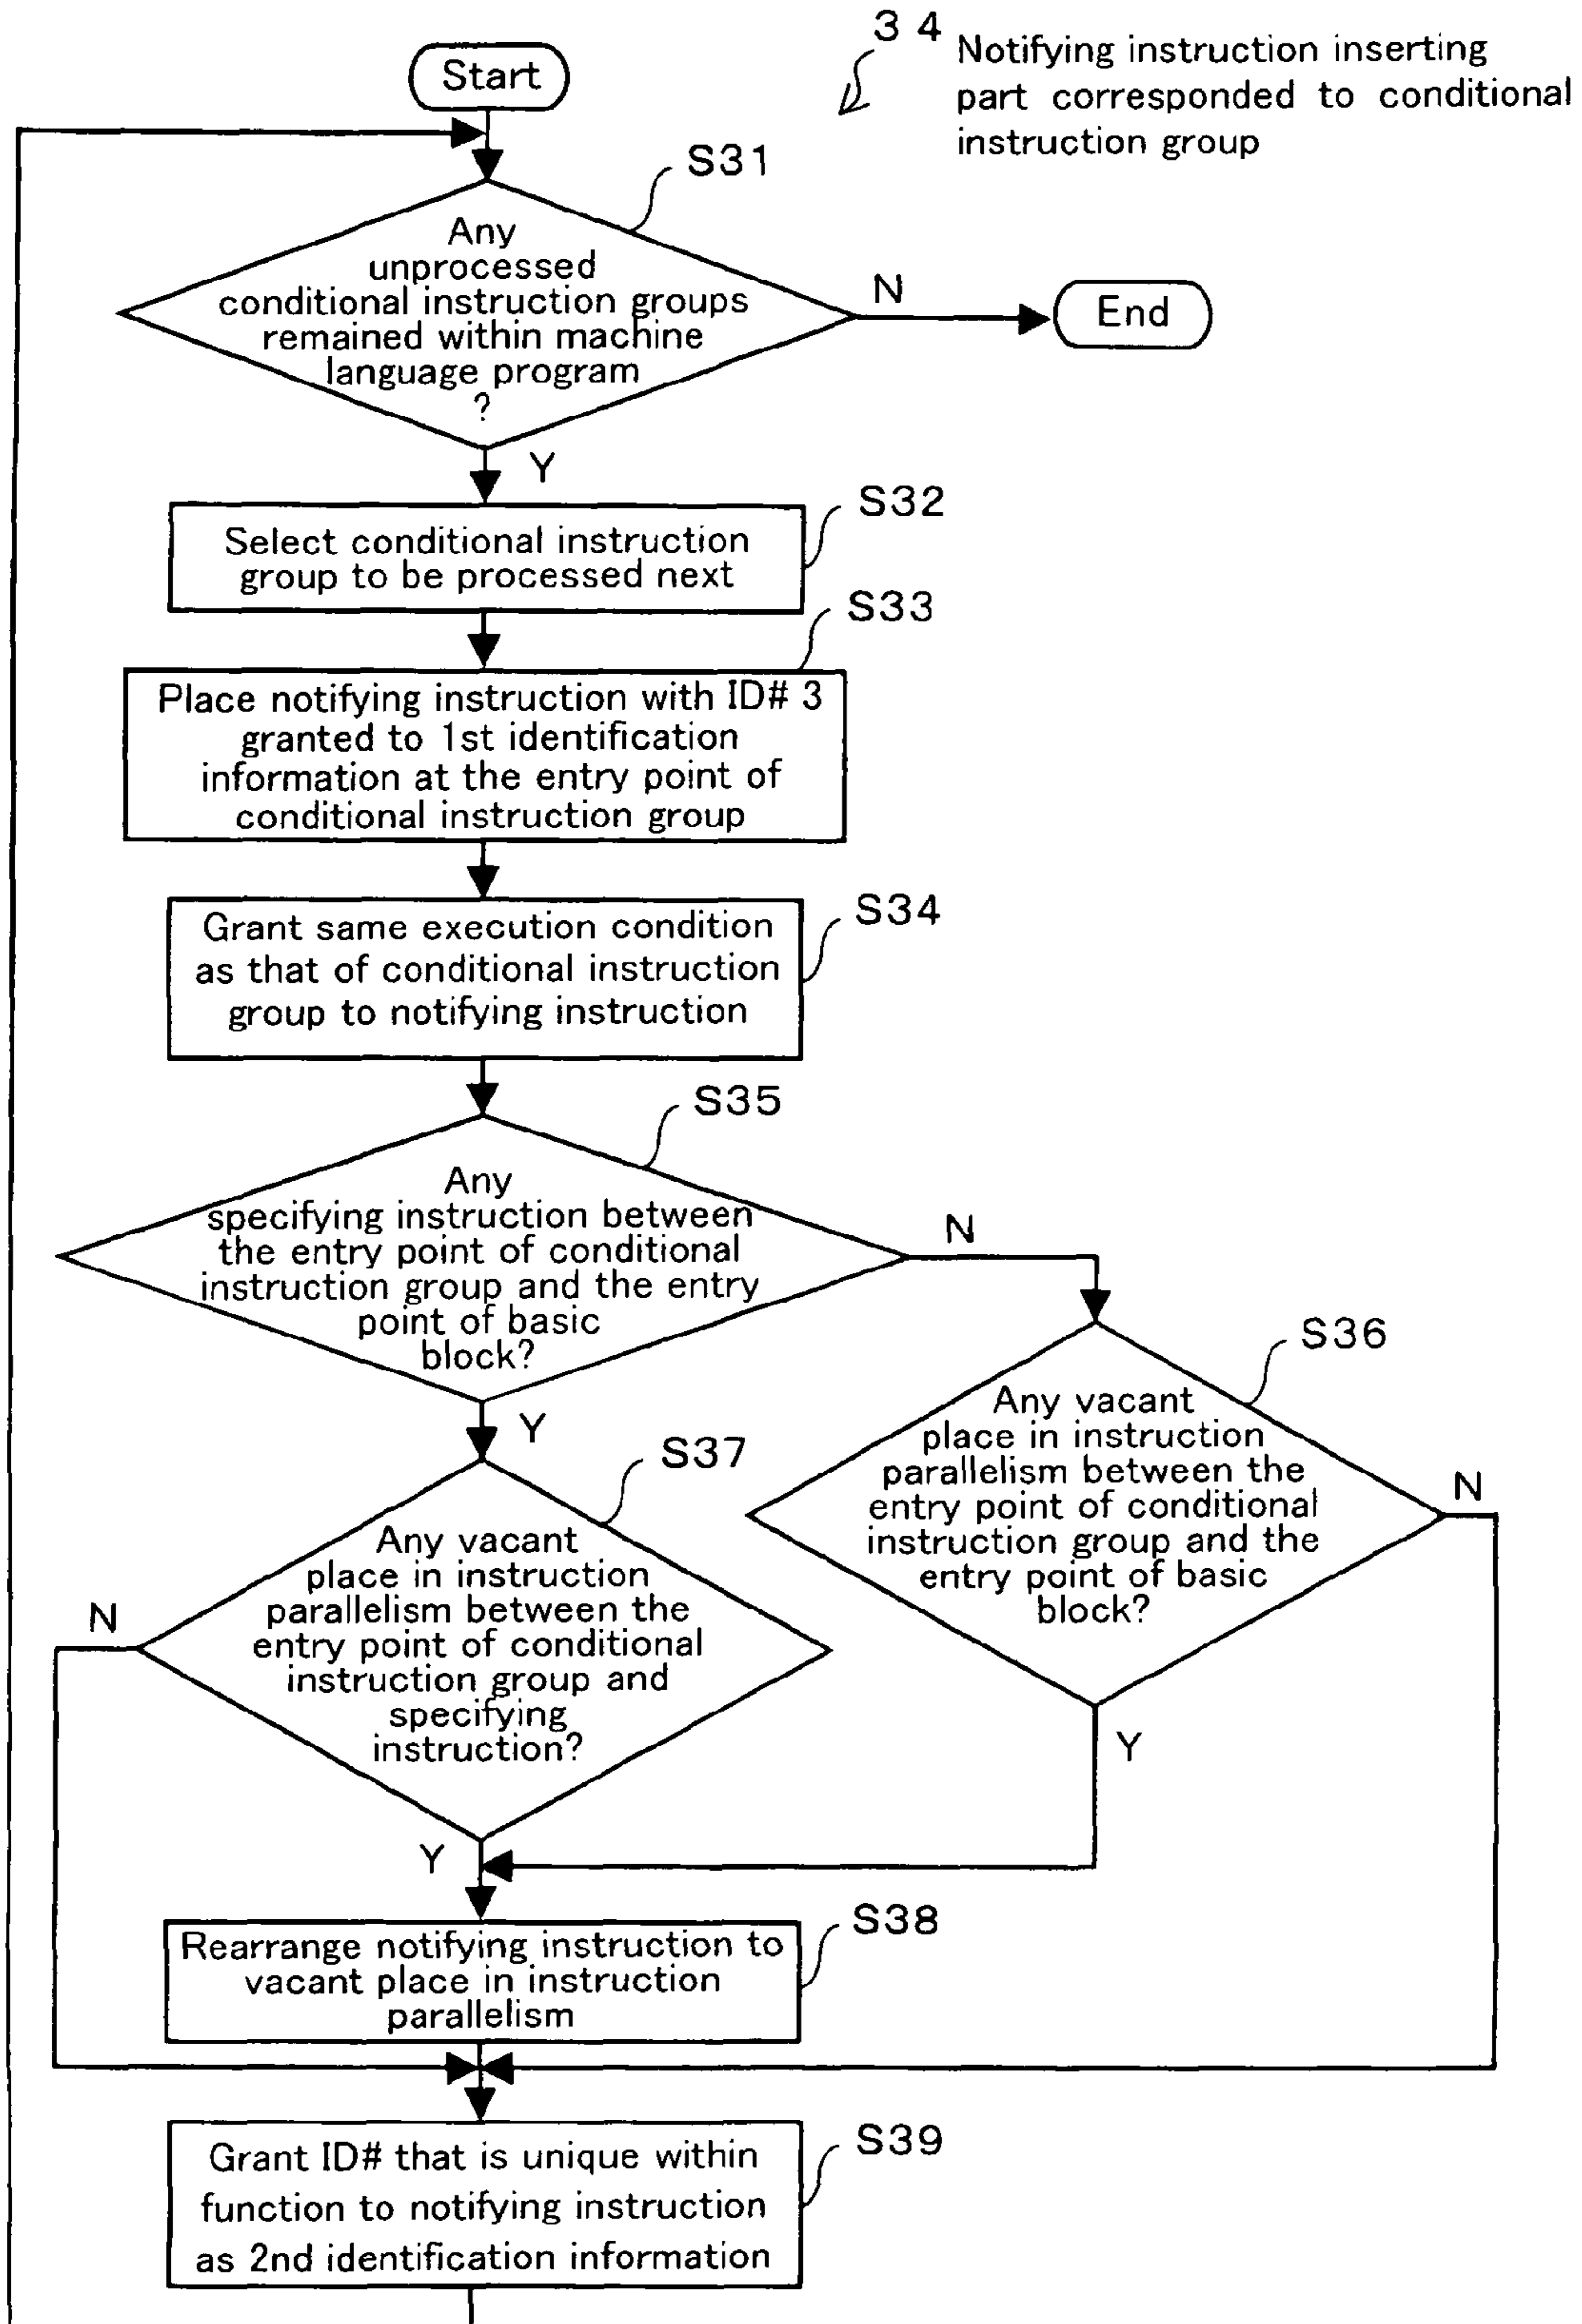 3 4
Notifying instruction inserting
part corresponded to conditional
instruction group
Start
S31
Any
unprocessed
conditional instruction groups
remained within machine
language program
?
N
End
Y
S32
Select conditional instruction
group to be processed next
S33
Place notifying instruction with ID# 3
granted to 1st identification
information at the entry point of
conditional instruction group
S34
Grant same execution condition
as that of conditional instruction
group to notifying instruction
S35
Any
specifying instruction between
the entry point of conditional
instruction group and the entry
point of basic
block?
N
Y
S36
Any vacant
place in instruction
parallelism between the
entry point of conditional
instruction group and the
entry point of basic
block?
N
Y
S37
Any vacant
place in instruction
parallelism between the
entry point of conditional
instruction group and
specifying
instruction?
N
Y
S38
Rearrange notifying instruction to
vacant place in instruction
parallelism
S39
Grant ID# that is unique within
function to notifying instruction
as 2nd identification information